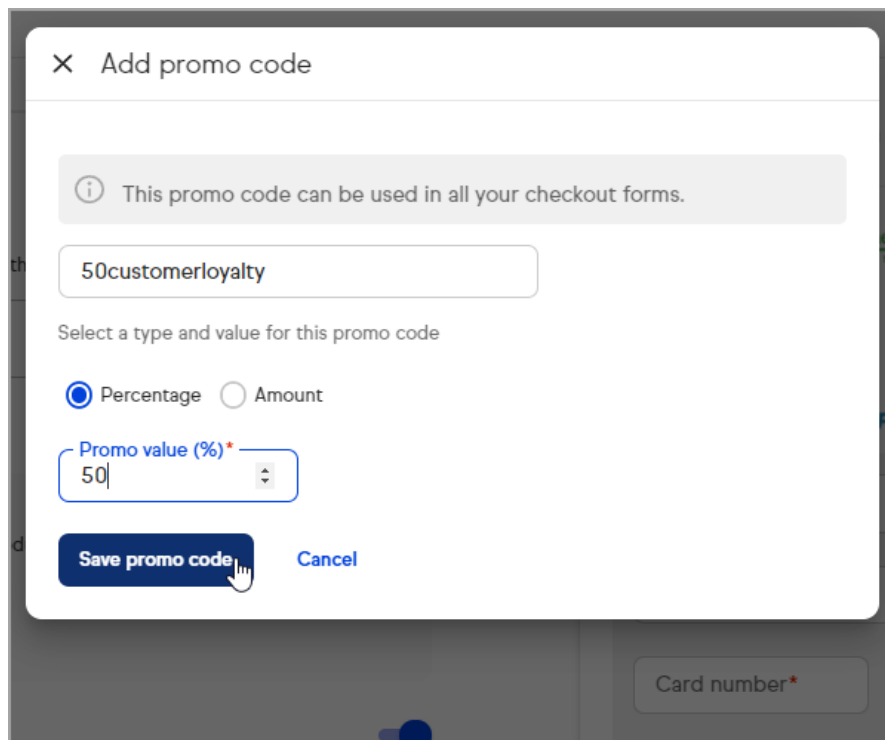 Add promo code
This promo code can be used in all your checkout forms.
th
50customerloyalty
Select a type and value for this promo code
Percentage Amount
Promo value (%)*
50
d
Save promo code Cancel
Card number*